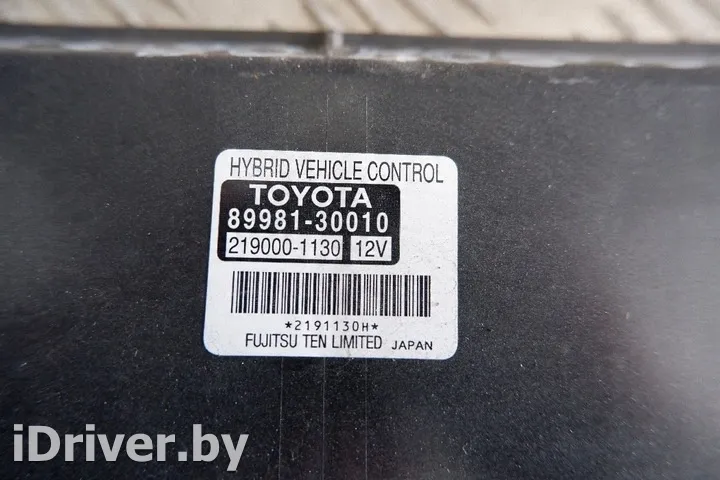 HYBRID VEHICLE CONTROL
TOYOTA
89981-30010
219000-1130 12V
*2191130H*
FUJITSU TEN LIMITED JAPAN
iDriver.by